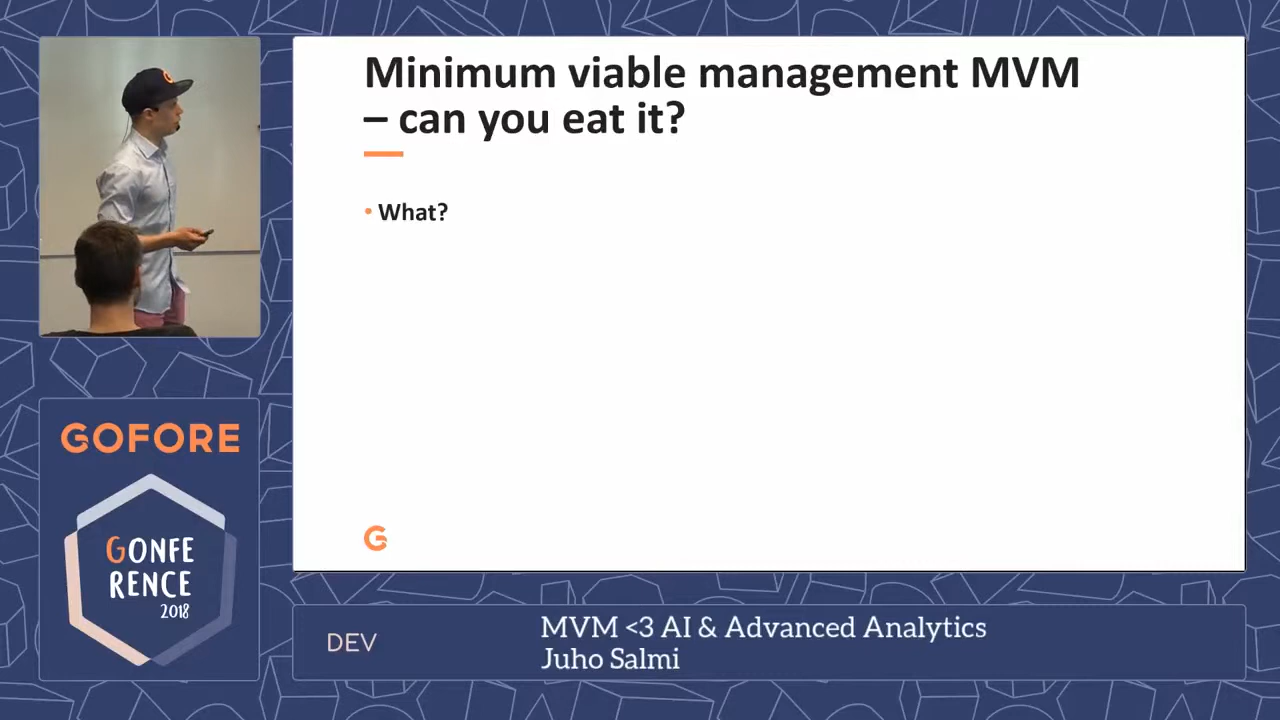 Minimum viable management MVM
– can you eat it?
• What?
GOFORE
GONFE
RENCE
2018
DEV
MVM <3 AI & Advanced Analytics
Juho Salmi